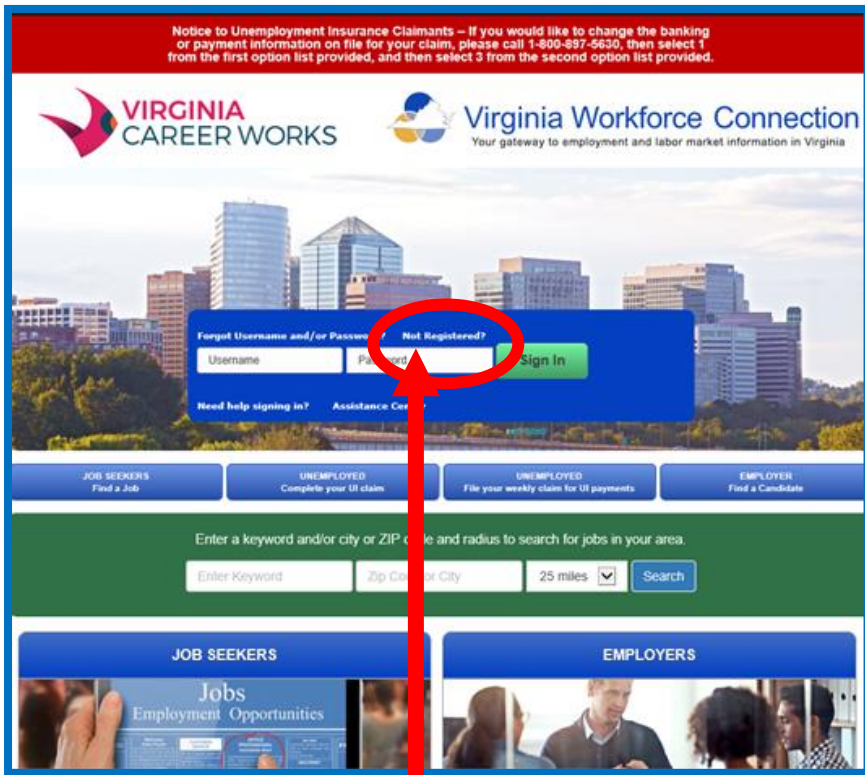 Notice to Unemployment Insurance Claimants – If you would like to change the banking
or payment information on file for your claim, please call 1-800-897-5630, then select 1
from the first option list provided, and then select 3 from the second option list provided.
VIRGINIA
CAREER WORKS
Virginia Workforce Connection
Your gateway to employment and labor market information in Virginia
Forgot Username and/or Password? Not Registered?
Username Password Sign In
Need help signing in? Assistance Center
JOB SEEKERS
Find a Job
UNEMPLOYED
Complete your UI claim
UNEMPLOYED
File your weekly claim for UI payments
EMPLOYER
Find a Candidate
Enter a keyword and/or city or ZIP code and radius to search for jobs in your area.
Enter Keyword Zip Code or City 25 miles Search
JOB SEEKERS
EMPLOYERS
Jobs
Employment Opportunities